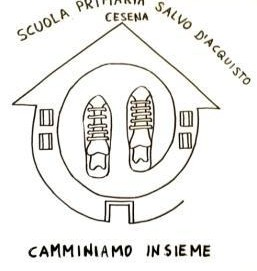 SCUOLA PRIMARIA SALVO D'ACQUISTO
CESENA
CAMMINIAMO INSIEME